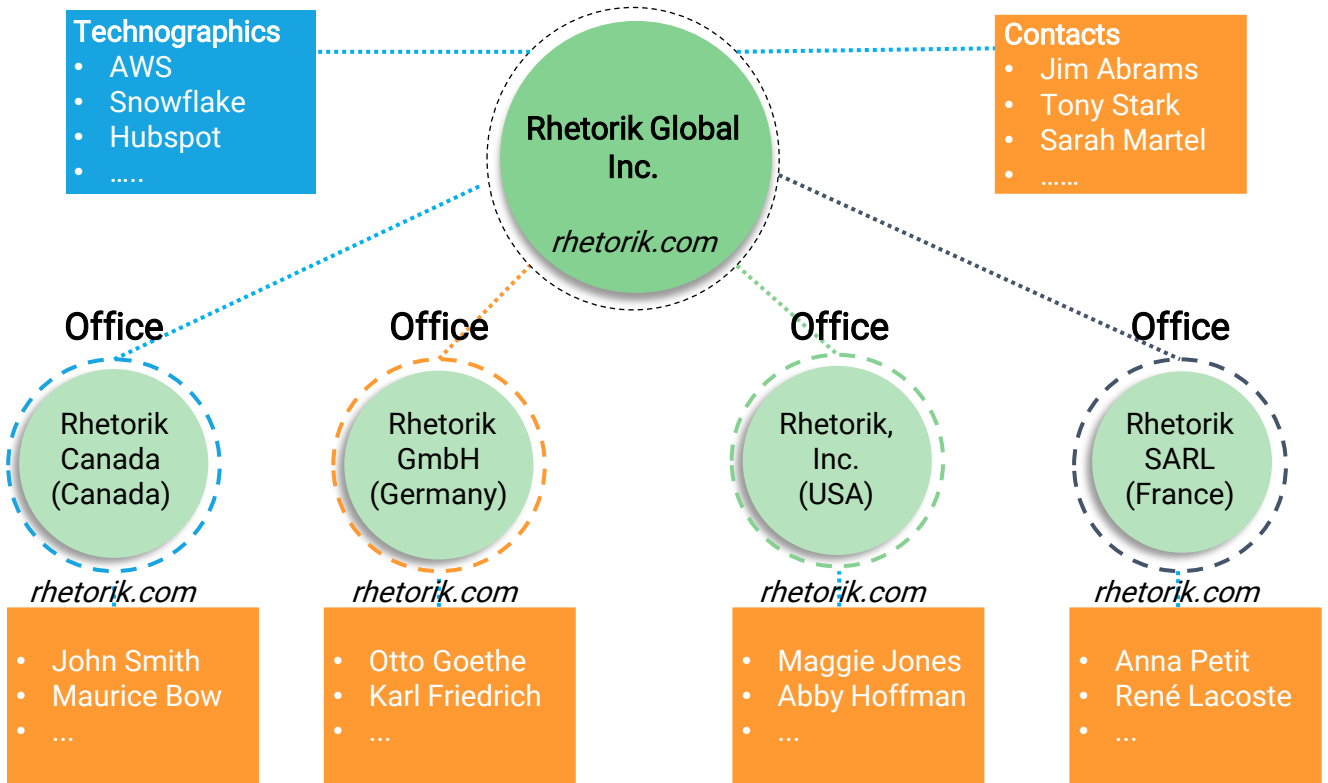 Technographics
• AWS
• Snowflake
• Hubspot
• .....
Rhetorik Global
Inc.
rhetorik.com
Contacts
• Jim Abrams
• Tony Stark
• Sarah Martel
• ......
Office
Rhetorik
Canada
(Canada)
rhetorik.com
• John Smith
• Maurice Bow
• ...
Office
Rhetorik
GmbH
(Germany)
rhetorik.com
• Otto Goethe
• Karl Friedrich
• ...
Office
Rhetorik,
Inc.
(USA)
rhetorik.com
• Maggie Jones
• Abby Hoffman
• ...
Office
Rhetorik
SARL
(France)
rhetorik.com
• Anna Petit
• René Lacoste
• ...